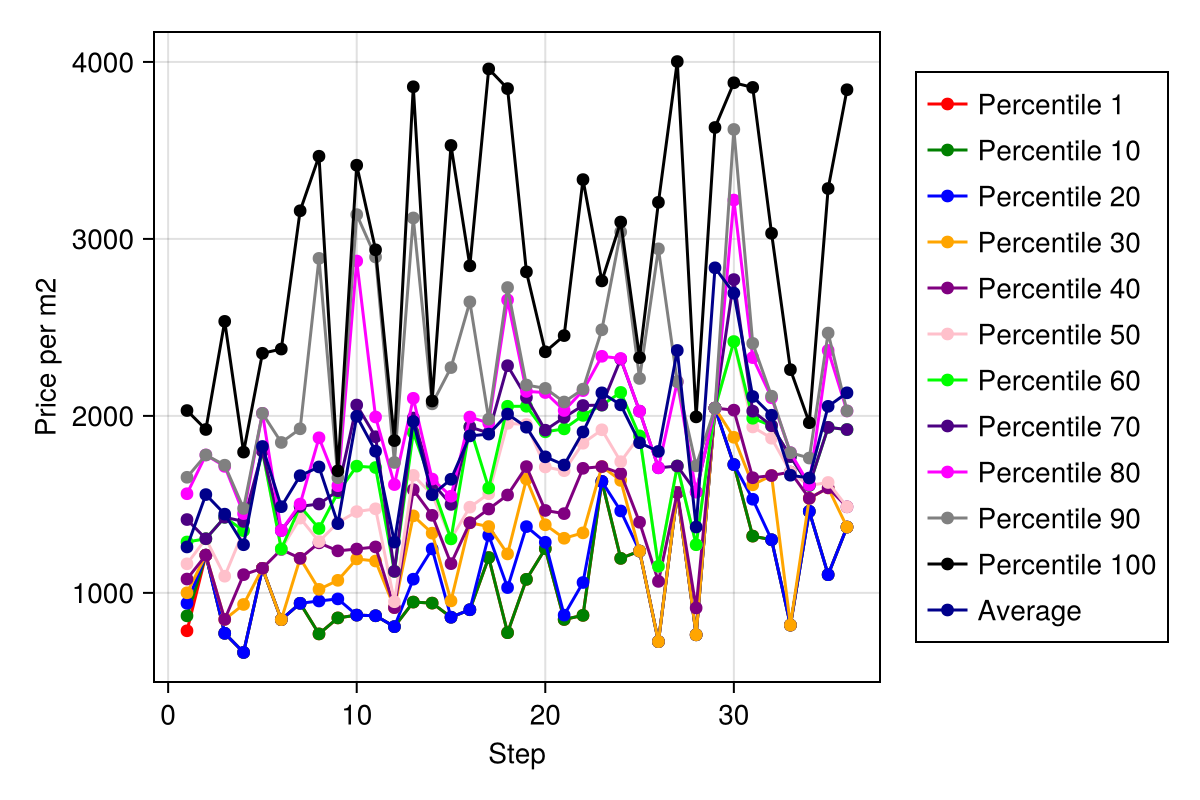 4000
3000
2000
1000
Price per m2
0 10 20 30
Step
Percentile 1
Percentile 10
Percentile 20
Percentile 30
Percentile 40
Percentile 50
Percentile 60
Percentile 70
Percentile 80
Percentile 90
Percentile 100
Average